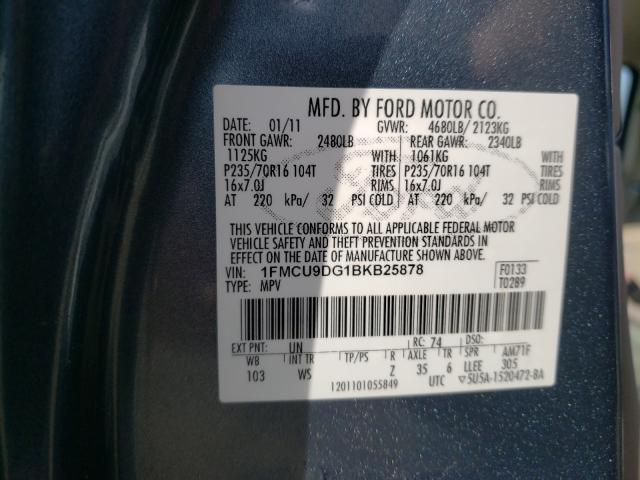 MFD. BY FORD MOTOR CO.
DATE: 01/11 GVWR: 4680LB/ 2123KG
FRONT GAWR: 2480LB REAR GAWR: 2340LB
1125KG WITH 1061KG WITH
P235/70R16 104T TIRES P235/70R16 104T TIRES
16x7.0J RIMS 16x7.0J RIMS
AT 220 kPa/ 32 PSI COLD AT 220 kPa/ 32 PSI COLD
THIS VEHICLE CONFORMS TO ALL APPLICABLE FEDERAL MOTOR
VEHICLE SAFETY AND THEFT PREVENTION STANDARDS IN
EFFECT ON THE DATE OF MANUFACTURE SHOWN ABOVE.
VIN: 1FMCU9DG1BKB25878 F0133
TYPE: MPV T0289
EXT PNT: UN RC: 74 DSO:
WB INT TR TP/PS R AXLE TR SPR AM71F
103 WS Z 35 6 LLEE 305
1201101055849 UTC 5U5A-1520472-BA
Ford